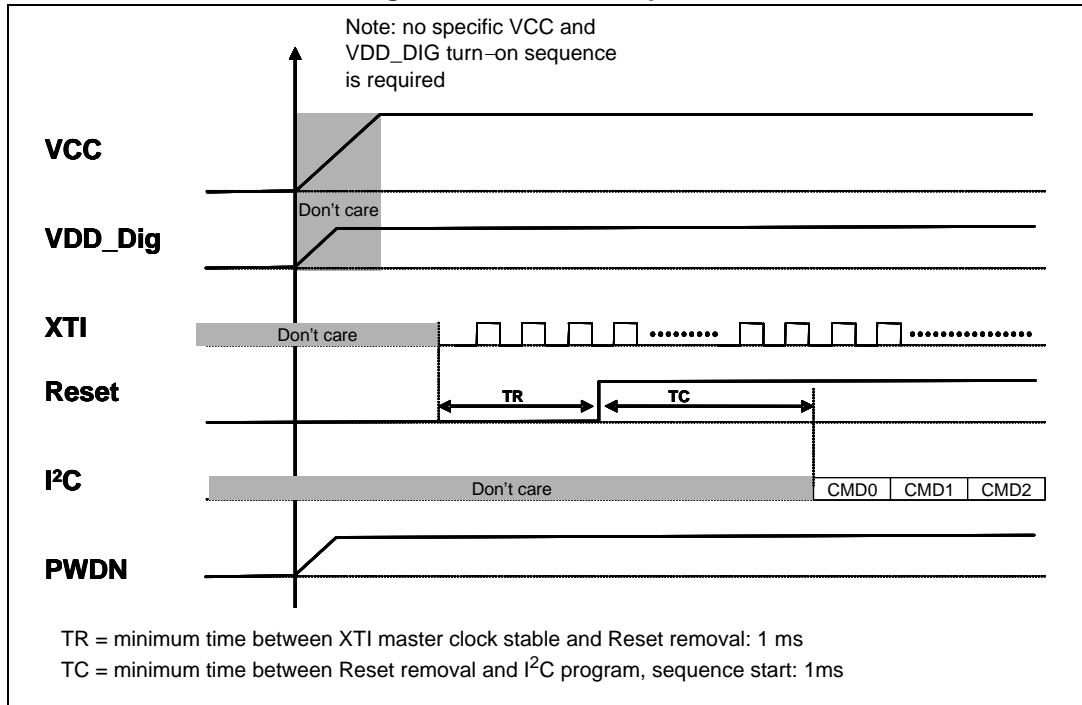 Note: no specific VCC and
VDD_DIG turn−on sequence
is required
VCC
Don't care
VDD_Dig
XTI
Don't care
Reset
TR
TC
I²C
Don't care
CMD0 CMD1 CMD2
PWDN
TR = minimum time between XTI master clock stable and Reset removal: 1 ms
TC = minimum time between Reset removal and I²C program, sequence start: 1ms